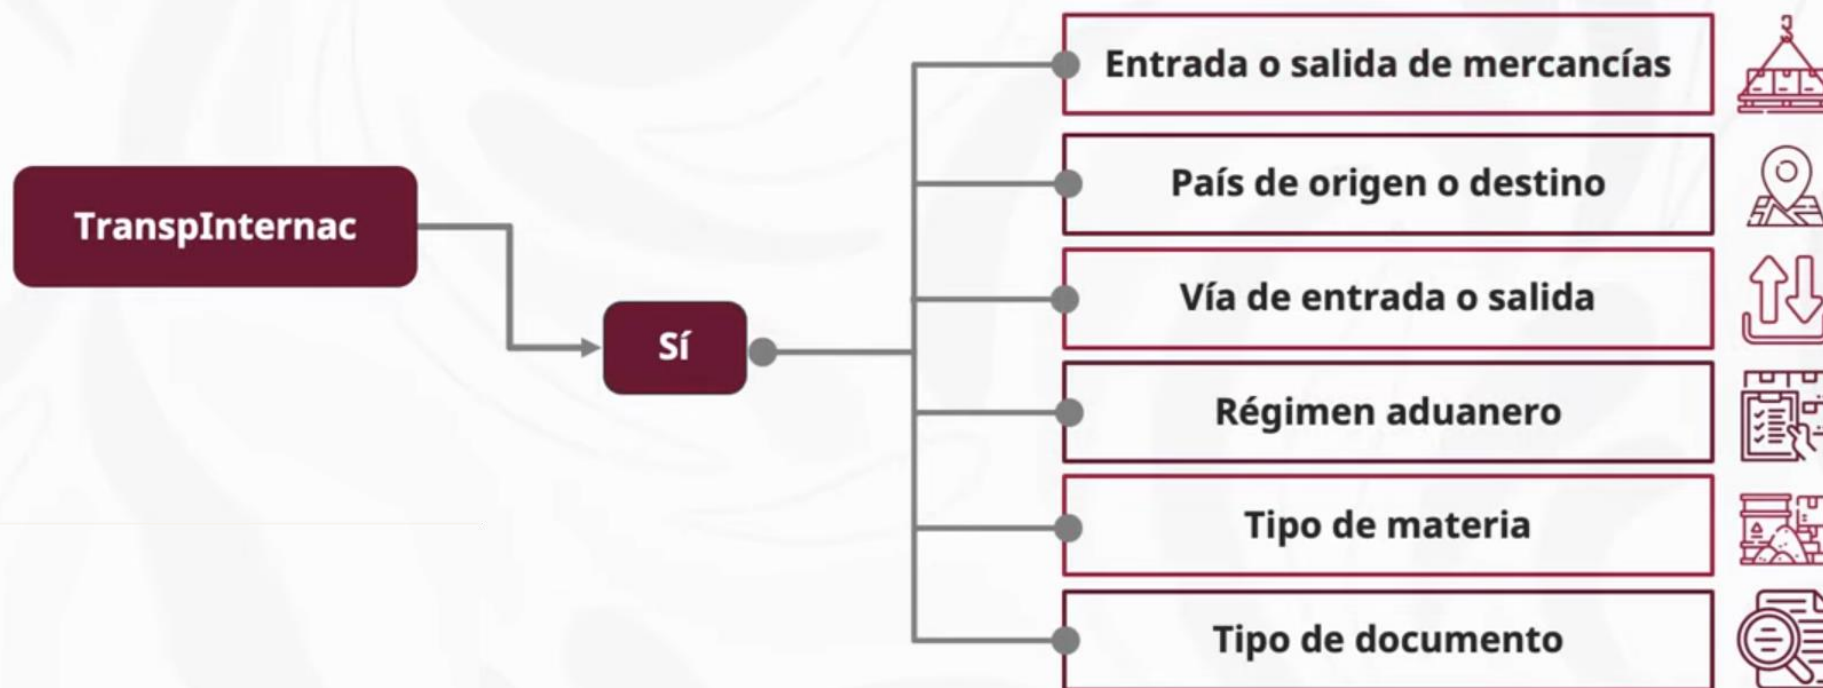 TranspInternac
Sí
Entrada o salida de mercancías
País de origen o destino
Vía de entrada o salida
Régimen aduanero
Tipo de materia
Tipo de documento